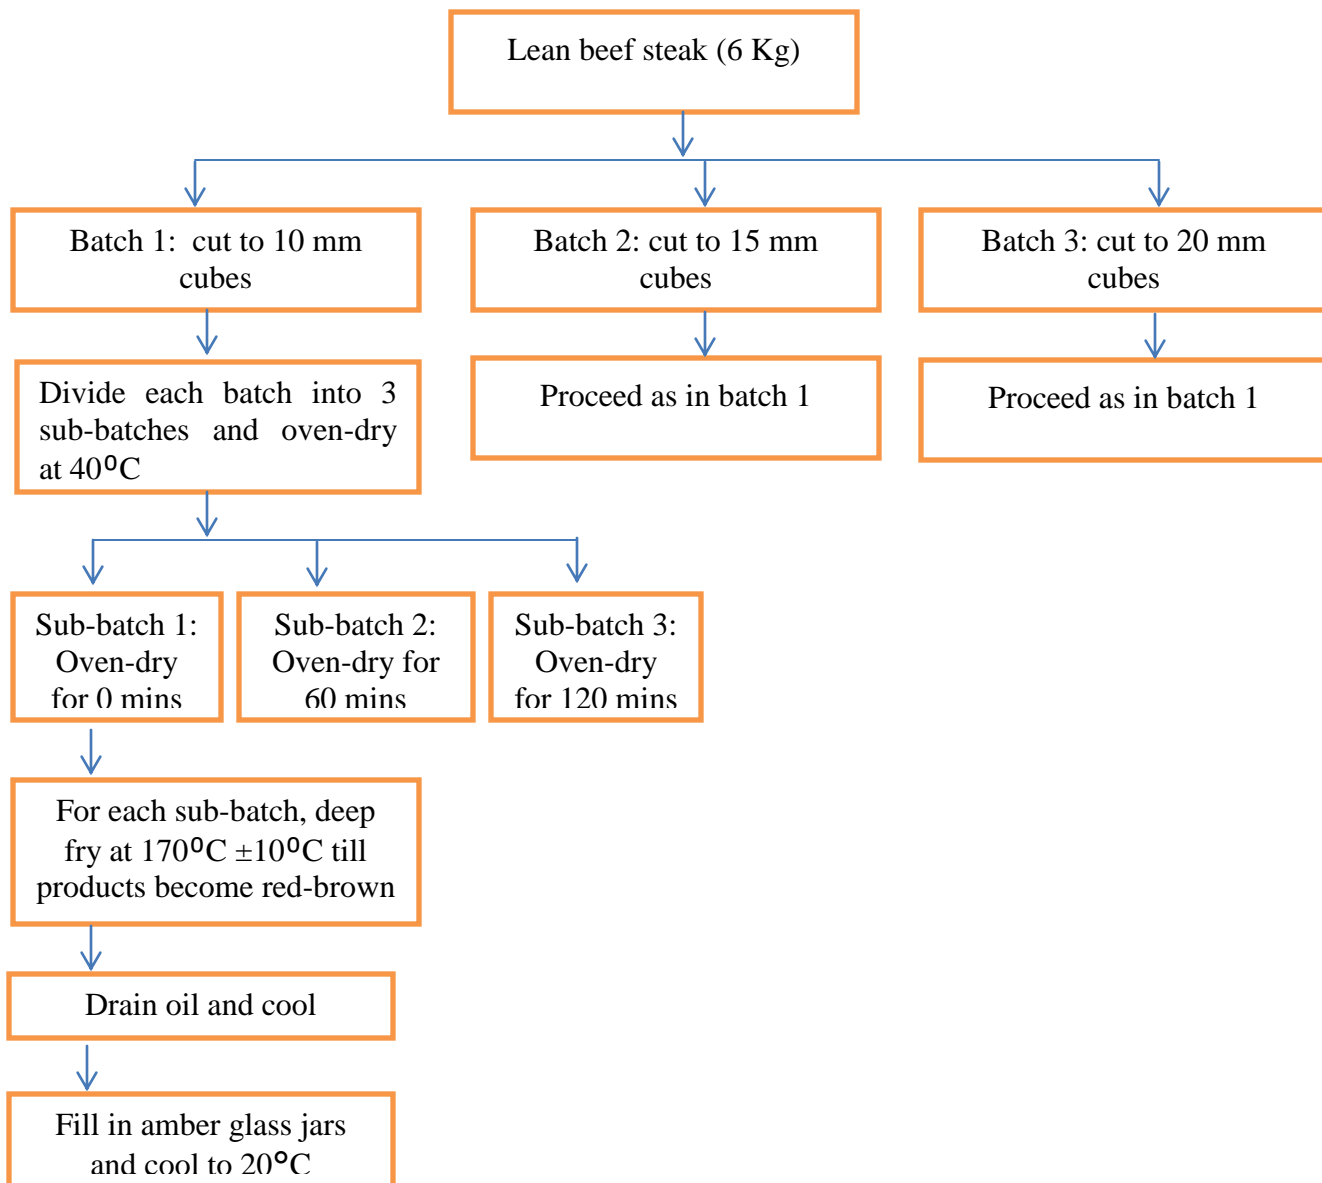 Lean beef steak (6 Kg)
Batch 1:  cut to 10 mm
cubes
Batch 2: cut to 15 mm
cubes
Batch 3: cut to 20 mm
cubes
Divide each batch into 3
sub-batches and oven-dry
at 40⁰C
Proceed as in batch 1
Proceed as in batch 1
Sub-batch 1:
Oven-dry
for 0 mins
Sub-batch 2:
Oven-dry for
60 mins
Sub-batch 3:
Oven-dry
for 120 mins
For each sub-batch, deep
fry at 170⁰C ±10⁰C till
products become red-brown
Drain oil and cool
Fill in amber glass jars
and cool to 20°C